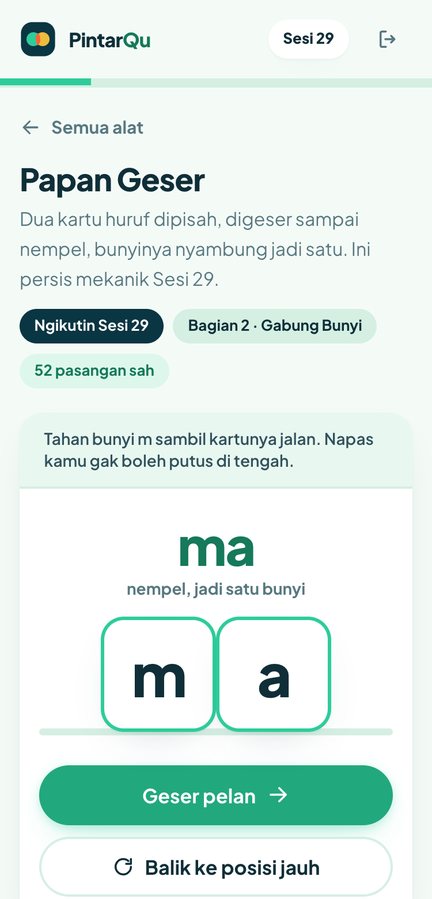 PintarQu
Sesi 29
Semua alat
Papan Geser
Dua kartu huruf dipisah, digeser sampai
nempel, bunyinya nyambung jadi satu. Ini
persis mekanik Sesi 29.
Ngikutin Sesi 29
Bagian 2 · Gabung Bunyi
52 pasangan sah
Tahan bunyi m sambil kartunya jalan. Napas
kamu gak boleh putus di tengah.
ma
nempel, jadi satu bunyi
m a
Geser pelan
Balik ke posisi jauh